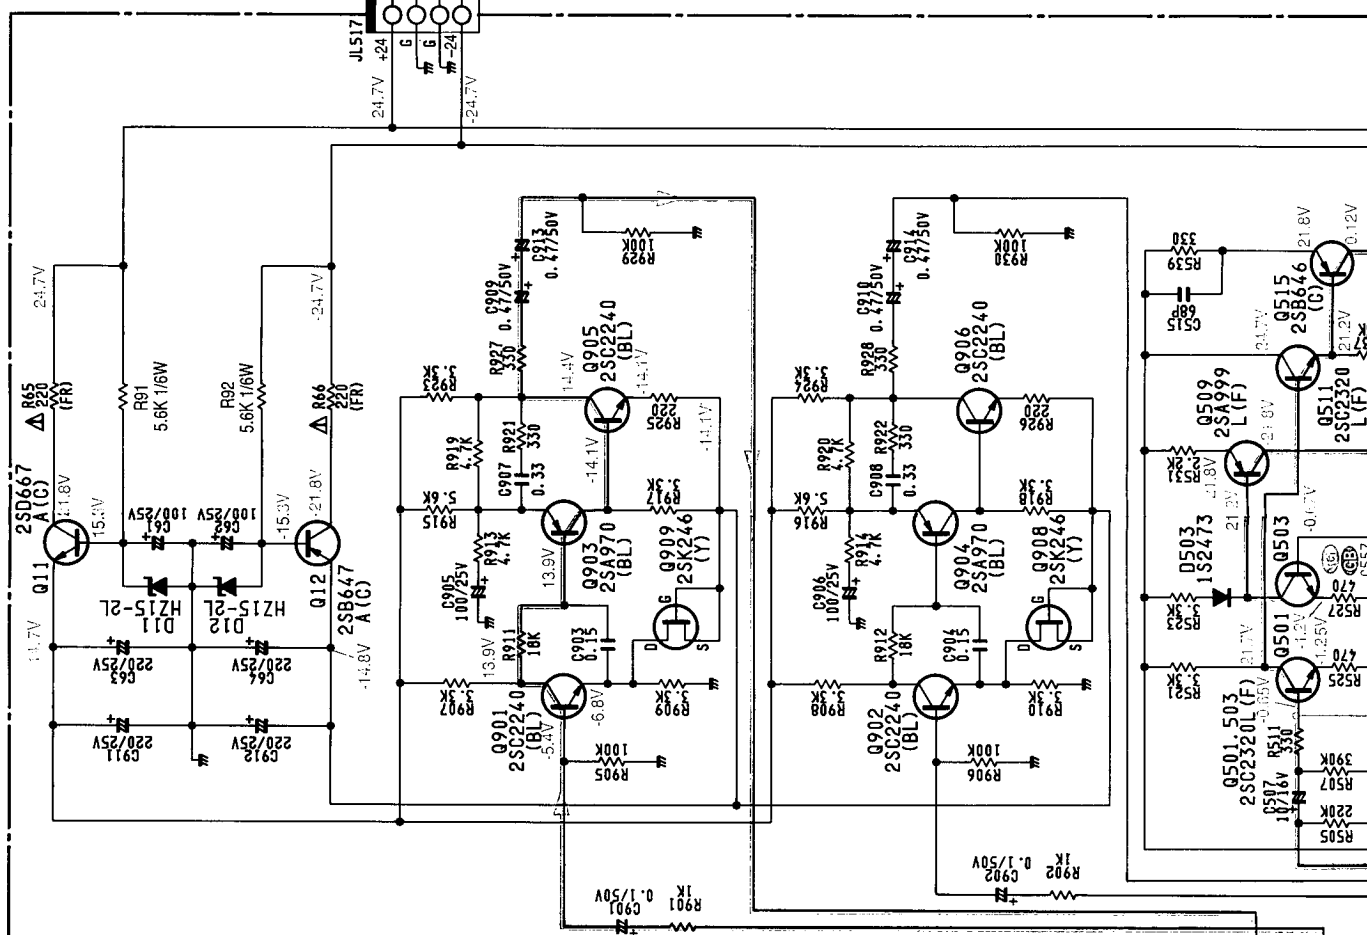 JL517
+24
G
G
-24
24.7V
-24.7V
24.7V
-24.7V
R65
220
(FR)
R91
5.6K 1/6W
R92
5.6K 1/6W
R66
220
(FR)
2SD667
A(C)
Q11
21.8V
15.3V
100/25V
C61
100/25V
C62
-15.3V
-21.8V
Q12
2SB647
A(C)
HZ15-2L
D11
HZ15-2L
D12
14.7V
-14.8V
220/25V
C63
220/25V
C64
220/25V
C911
220/25V
C912
C913
0.47/50V
C909
0.47/50V
100K
R929
R927
330
Q905
2SC2240
(BL)
14.4V
-14.1V
3.3K
R923
220
R925
-14.1V
R919
4.7K
R921
330
C907
0.33
-14.1V
5.6K
R915
3.3K
R917
R913
4.7K
C905
100/25V
13.9V
Q903
2SA970
(BL)
Q909
2SK246
(Y)
G
D
S
13.9V
R911
18K
C903
0.15
3.3K
R907
3.3K
R909
Q901
2SC2240
(BL)
-6.8V
-5.4V
100K
R905
C901
0.1/50V
1K
R901
C914
0.47/50V
C910
0.47/50V
100K
R930
R928
330
Q906
2SC2240
(BL)
3.3K
R924
220
R926
R920
4.7K
R922
330
C908
0.33
5.6K
R916
3.3K
R918
R914
4.7K
C906
100/25V
Q904
2SA970
(BL)
Q908
2SK246
(Y)
G
D
S
R912
18K
C904
0.15
3.3K
R908
3.3K
R910
Q902
2SC2240
(BL)
100K
R906
C902
0.1/50V
1K
R902
330
R539
68P
C515
21.8V
0.12V
Q515
2SB646
(C)
21.2V
24.7V
Q511
2SC2320
L(F)
Q509
2SA999
L(F)
2.2K
R531
21.8V
21.2V
D503
1S2473
Q503
3.3K
R523
470
R527
Q501
21.7V
-1.2V
3.3K
R521
470
R525
-0.65V
Q501.503
2SC2320L(F)
R511
330
390K
R507
C507
10/16V
220K
R505